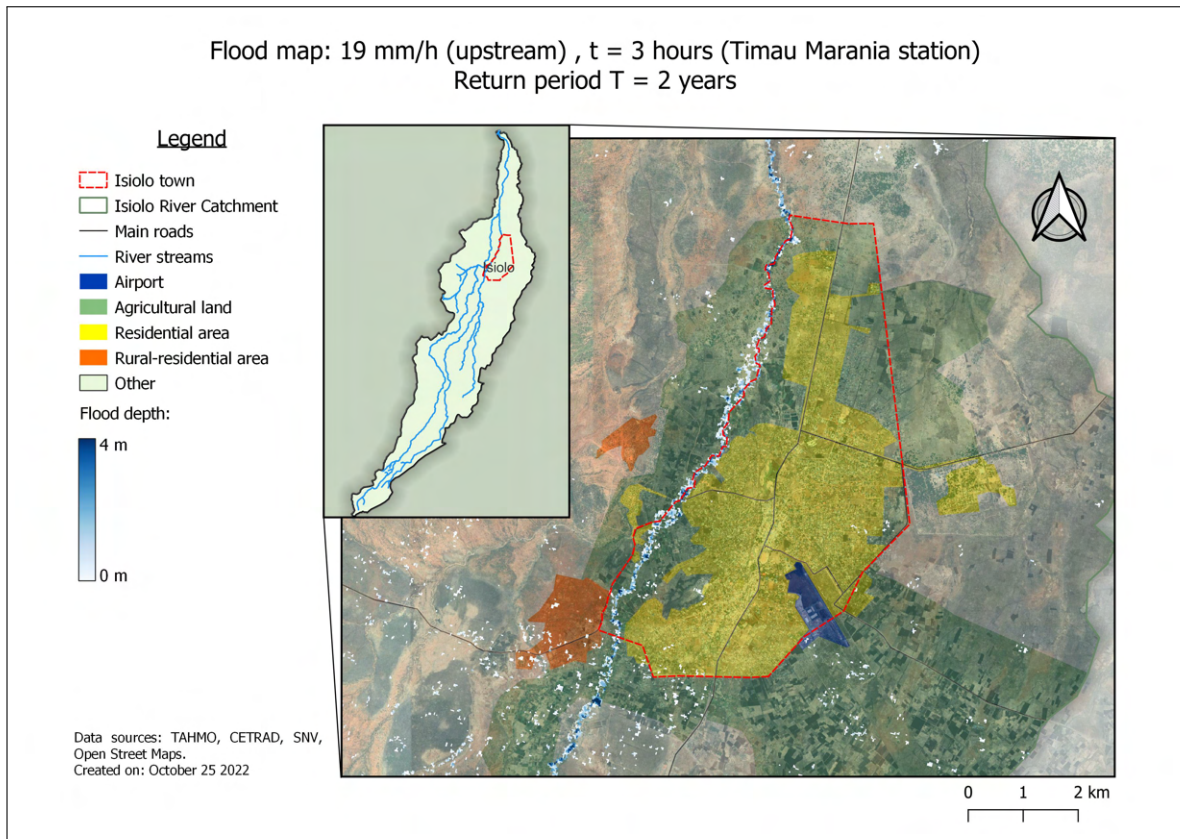 Flood map: 19 mm/h (upstream) , t = 3 hours (Timau Marania station)
Return period T = 2 years
Legend
Isiolo town
Isiolo River Catchment
Main roads
River streams
Airport
Agricultural land
Residential area
Rural-residential area
Other
Flood depth:
4 m
0 m
siolo
Data sources: TAHMO, CETRAD, SNV,
Open Street Maps.
Created on: October 25 2022
0 1 2 km